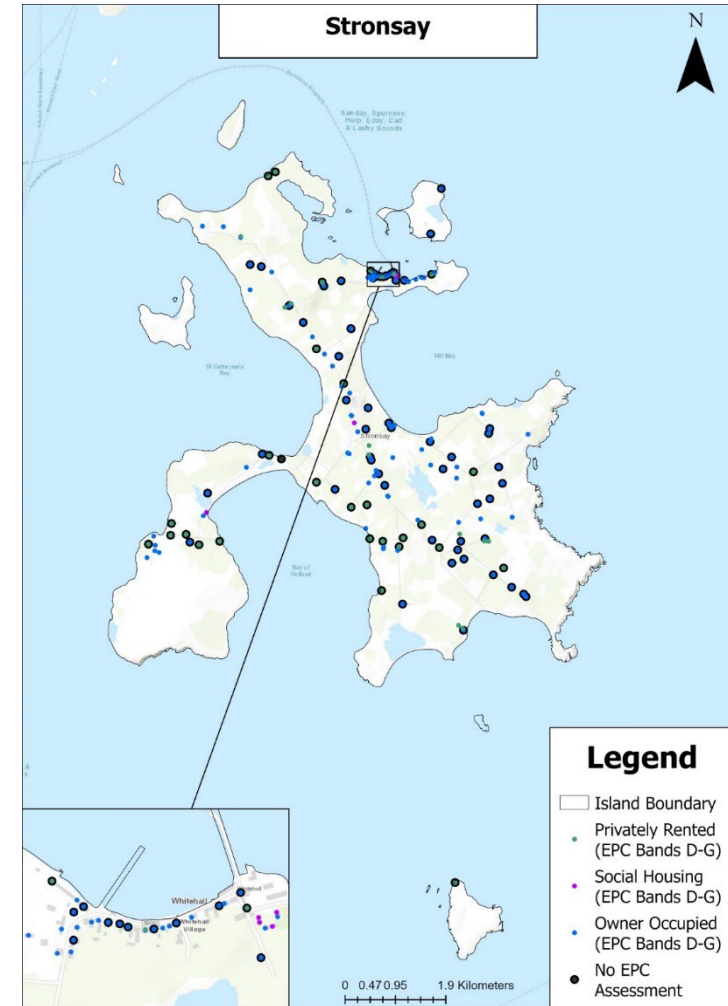 Stronsay
N
Sanday, Spurness,
Huip, Eday, Calf
& Lashy Sounds
St Catherine's
Bay
Mill Bay
Stronsay
Bay of
Holland
Whitehall
Whitehall
Village
Legend
Island Boundary
Privately Rented
(EPC Bands D-G)
Social Housing
(EPC Bands D-G)
Owner Occupied
(EPC Bands D-G)
No EPC
Assessment
0 0.47 0.95 1.9 Kilometers